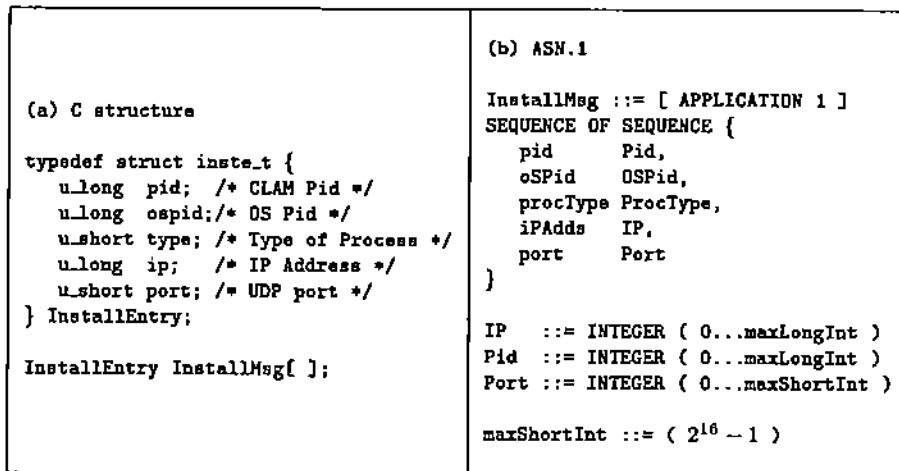 (a) C structure
typedef struct inste_t {
u_long pid; /* CLAM Pid */
u_long ospid;/* OS Pid */
u_short type; /* Type of Process */
u_long ip; /* IP Address */
u_short port; /* UDP port */
} InstallEntry;
InstallEntry InstallMsg[ ];
(b) ASN.1
InstallMsg ::= [ APPLICATION 1 ]
SEQUENCE OF SEQUENCE {
pid Pid,
oSPid OSPid,
procType ProcType,
iPAdds IP,
port Port
}
IP ::= INTEGER ( 0...maxLongInt )
Pid ::= INTEGER ( 0...maxLongInt )
Port ::= INTEGER ( 0...maxShortInt )
maxShortInt ::= ( 2^16 − 1 )